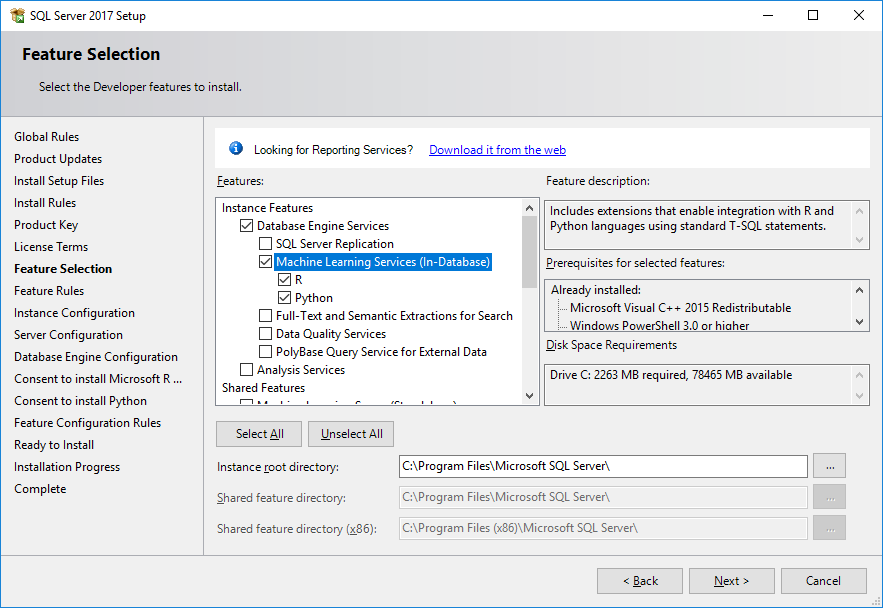 SQL Server 2017 Setup
Feature Selection
Select the Developer features to install.
Global Rules
Product Updates
Install Setup Files
Install Rules
Product Key
License Terms
Feature Selection
Feature Rules
Instance Configuration
Server Configuration
Database Engine Configuration
Consent to install Microsoft R ...
Consent to install Python
Feature Configuration Rules
Ready to Install
Installation Progress
Complete
Looking for Reporting Services? Download it from the web
Features:
Instance Features
Database Engine Services
SQL Server Replication
Machine Learning Services (In-Database)
R
Python
Full-Text and Semantic Extractions for Search
Data Quality Services
PolyBase Query Service for External Data
Analysis Services
Shared Features
Feature description:
Includes extensions that enable integration with R and
Python languages using standard T-SQL statements.
Prerequisites for selected features:
Already installed:
Microsoft Visual C++ 2015 Redistributable
Windows PowerShell 3.0 or higher
Disk Space Requirements
Drive C: 2263 MB required, 78465 MB available
Select All
Unselect All
Instance root directory:
C:\Program Files\Microsoft SQL Server\
...
Shared feature directory:
C:\Program Files\Microsoft SQL Server\
...
Shared feature directory (x86):
C:\Program Files (x86)\Microsoft SQL Server\
...
< Back
Next >
Cancel